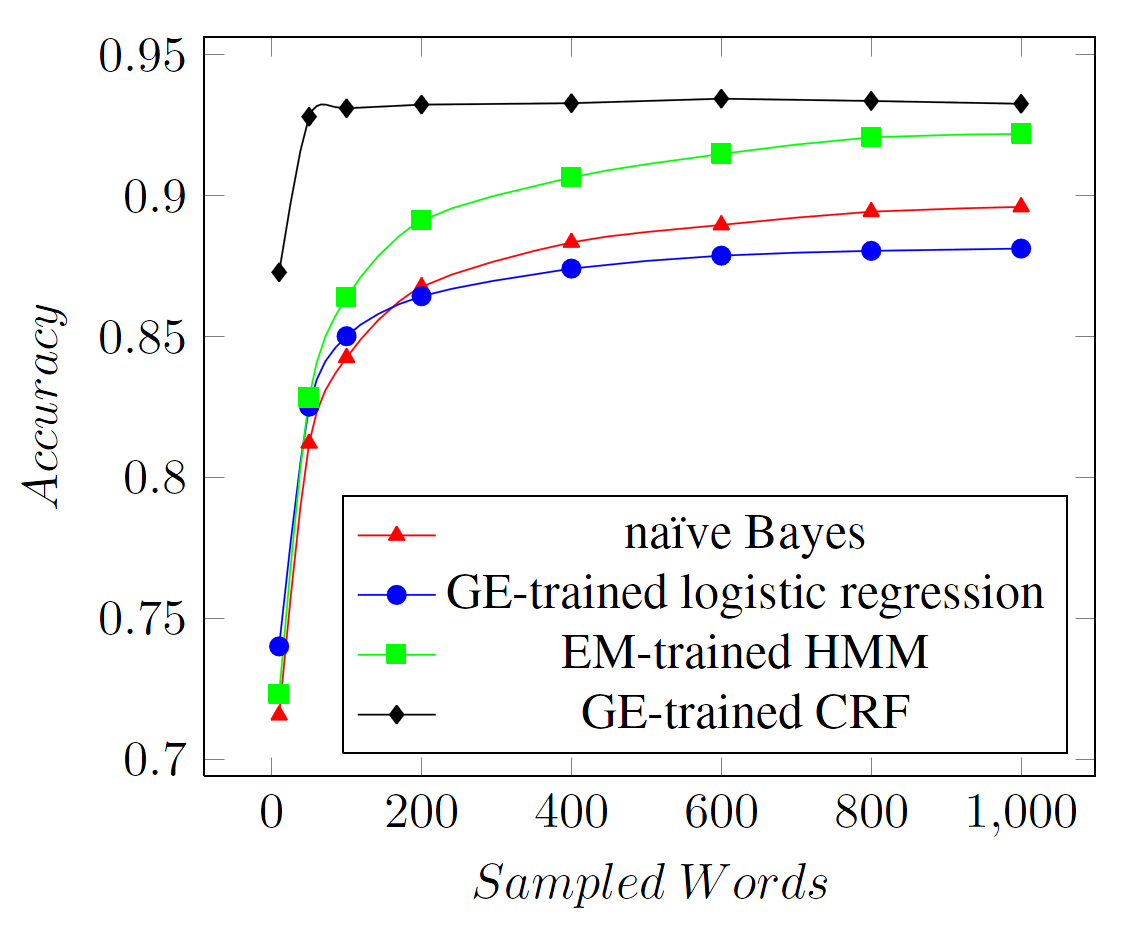 0.95
0.9
0.85
0.8
0.75
0.7
Accuracy
naïve Bayes
GE-trained logistic regression
EM-trained HMM
GE-trained CRF
0 200 400 600 800 1,000
Sampled Words